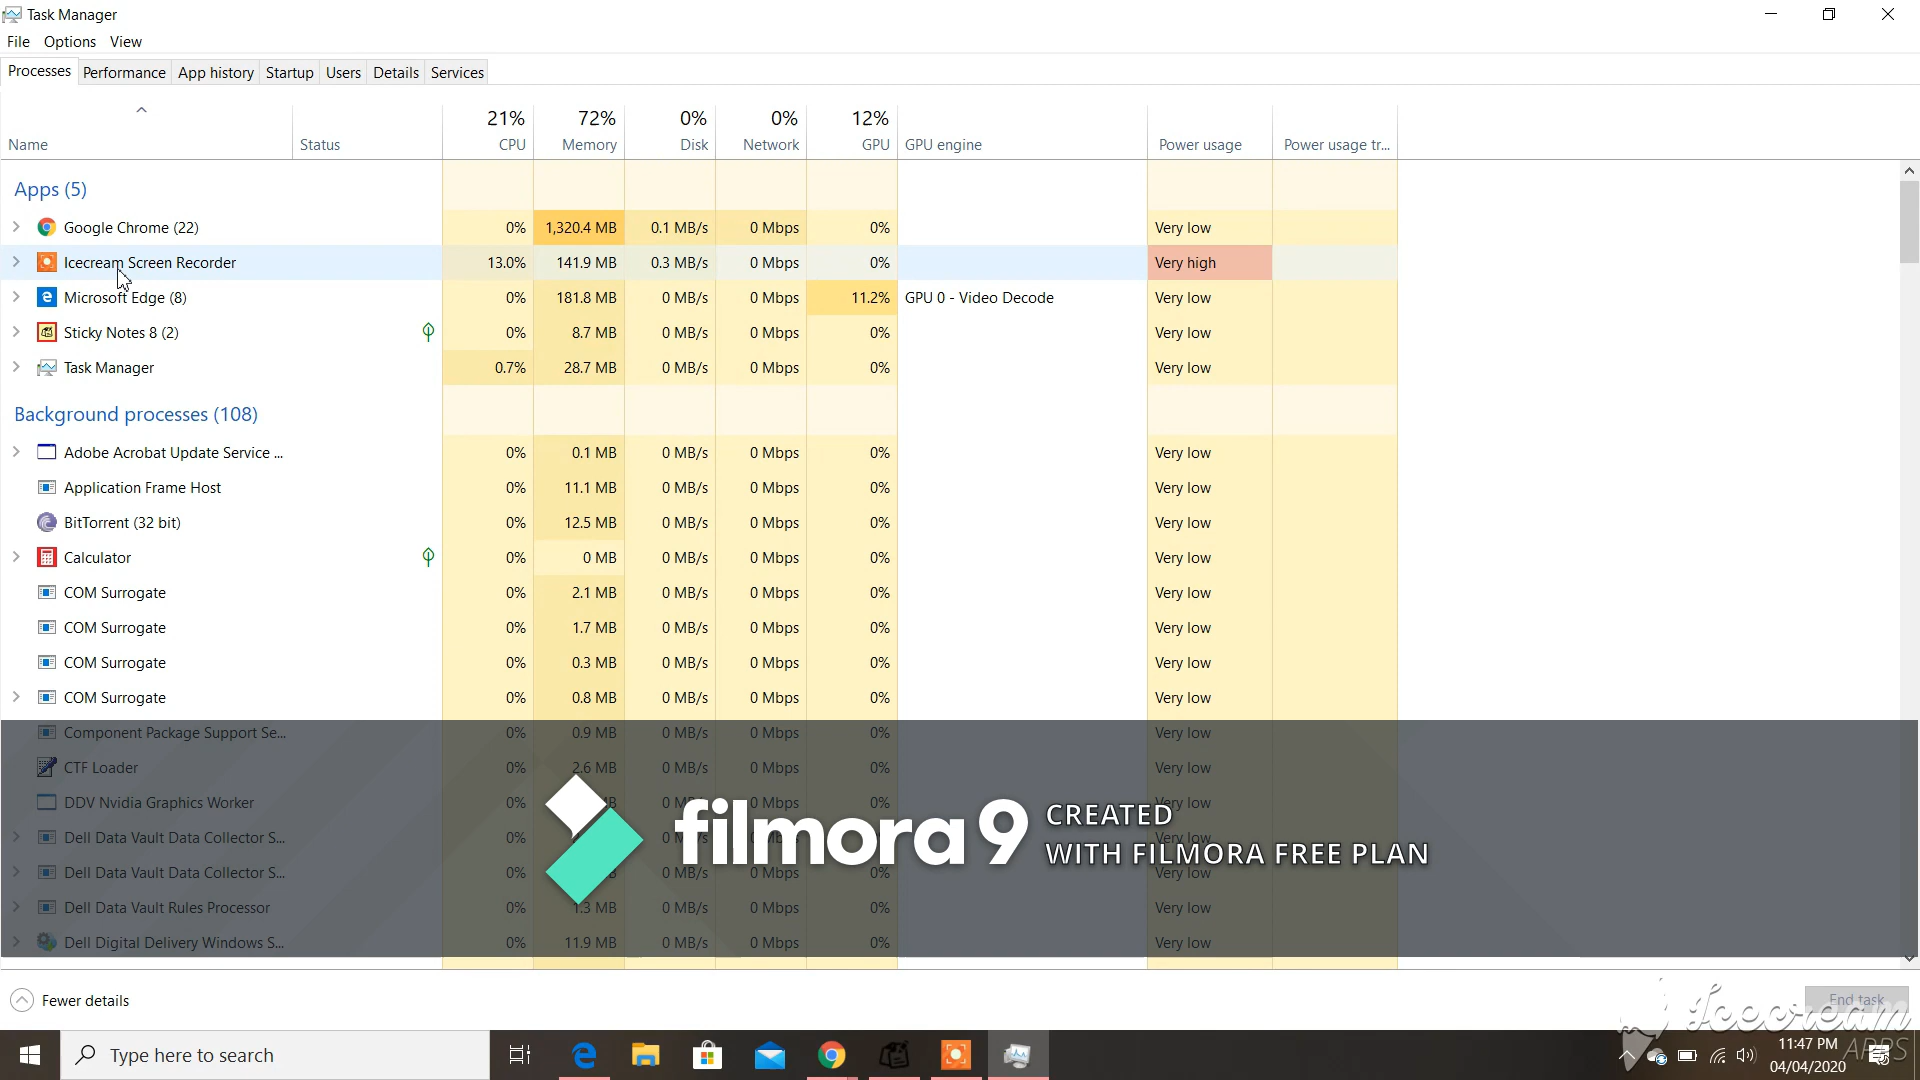 Task Manager
File Options View
Processes Performance App history Startup Users Details Services
21% 72% 0% 0% 12%
Name Status CPU Memory Disk Network GPU GPU engine Power usage Power usage tr...
Apps (5)
Google Chrome (22) 0% 1,320.4 MB 0.1 MB/s 0 Mbps 0% Very low
Icecream Screen Recorder 13.0% 141.9 MB 0.3 MB/s 0 Mbps 0% Very high
Microsoft Edge (8) 0% 181.8 MB 0 MB/s 0 Mbps 11.2% GPU 0 - Video Decode Very low
Sticky Notes 8 (2) 0% 8.7 MB 0 MB/s 0 Mbps 0% Very low
Task Manager 0.7% 28.7 MB 0 MB/s 0 Mbps 0% Very low
Background processes (108)
Adobe Acrobat Update Service ... 0% 0.1 MB 0 MB/s 0 Mbps 0% Very low
Application Frame Host 0% 11.1 MB 0 MB/s 0 Mbps 0% Very low
BitTorrent (32 bit) 0% 12.5 MB 0 MB/s 0 Mbps 0% Very low
Calculator 0% 0 MB 0 MB/s 0 Mbps 0% Very low
COM Surrogate 0% 2.1 MB 0 MB/s 0 Mbps 0% Very low
COM Surrogate 0% 1.7 MB 0 MB/s 0 Mbps 0% Very low
COM Surrogate 0% 0.3 MB 0 MB/s 0 Mbps 0% Very low
COM Surrogate 0% 0.8 MB 0 MB/s 0 Mbps 0% Very low
Component Package Support Se... 0% 0.9 MB 0 MB/s 0 Mbps 0% Very low
CTF Loader 0% 2.6 MB 0 MB/s 0 Mbps 0% Very low
DDV Nvidia Graphics Worker 0% 0% Very low
filmora 9 CREATED
WITH FILMORA FREE PLAN
Dell Data Vault Data Collector S... 0% Very low
Dell Data Vault Data Collector S... 0% 0 MB/s 0 Mbps 0% Very low
Dell Data Vault Rules Processor 0% 1.3 MB 0 MB/s 0 Mbps 0% Very low
Dell Digital Delivery Windows S... 0% 11.9 MB 0 MB/s 0 Mbps 0% Very low
Fewer details End task
Icecream
APPS
Type here to search 11:47 PM
04/04/2020